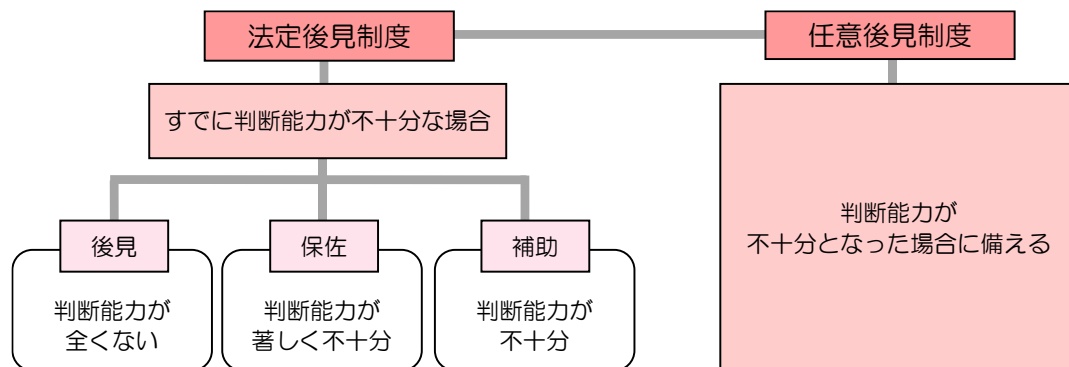 法定後見制度
任意後見制度
すでに判断能力が不十分な場合
後見
判断能力が
全くない
保佐
判断能力が
著しく不十分
補助
判断能力が
不十分
判断能力が
不十分となった場合に備える